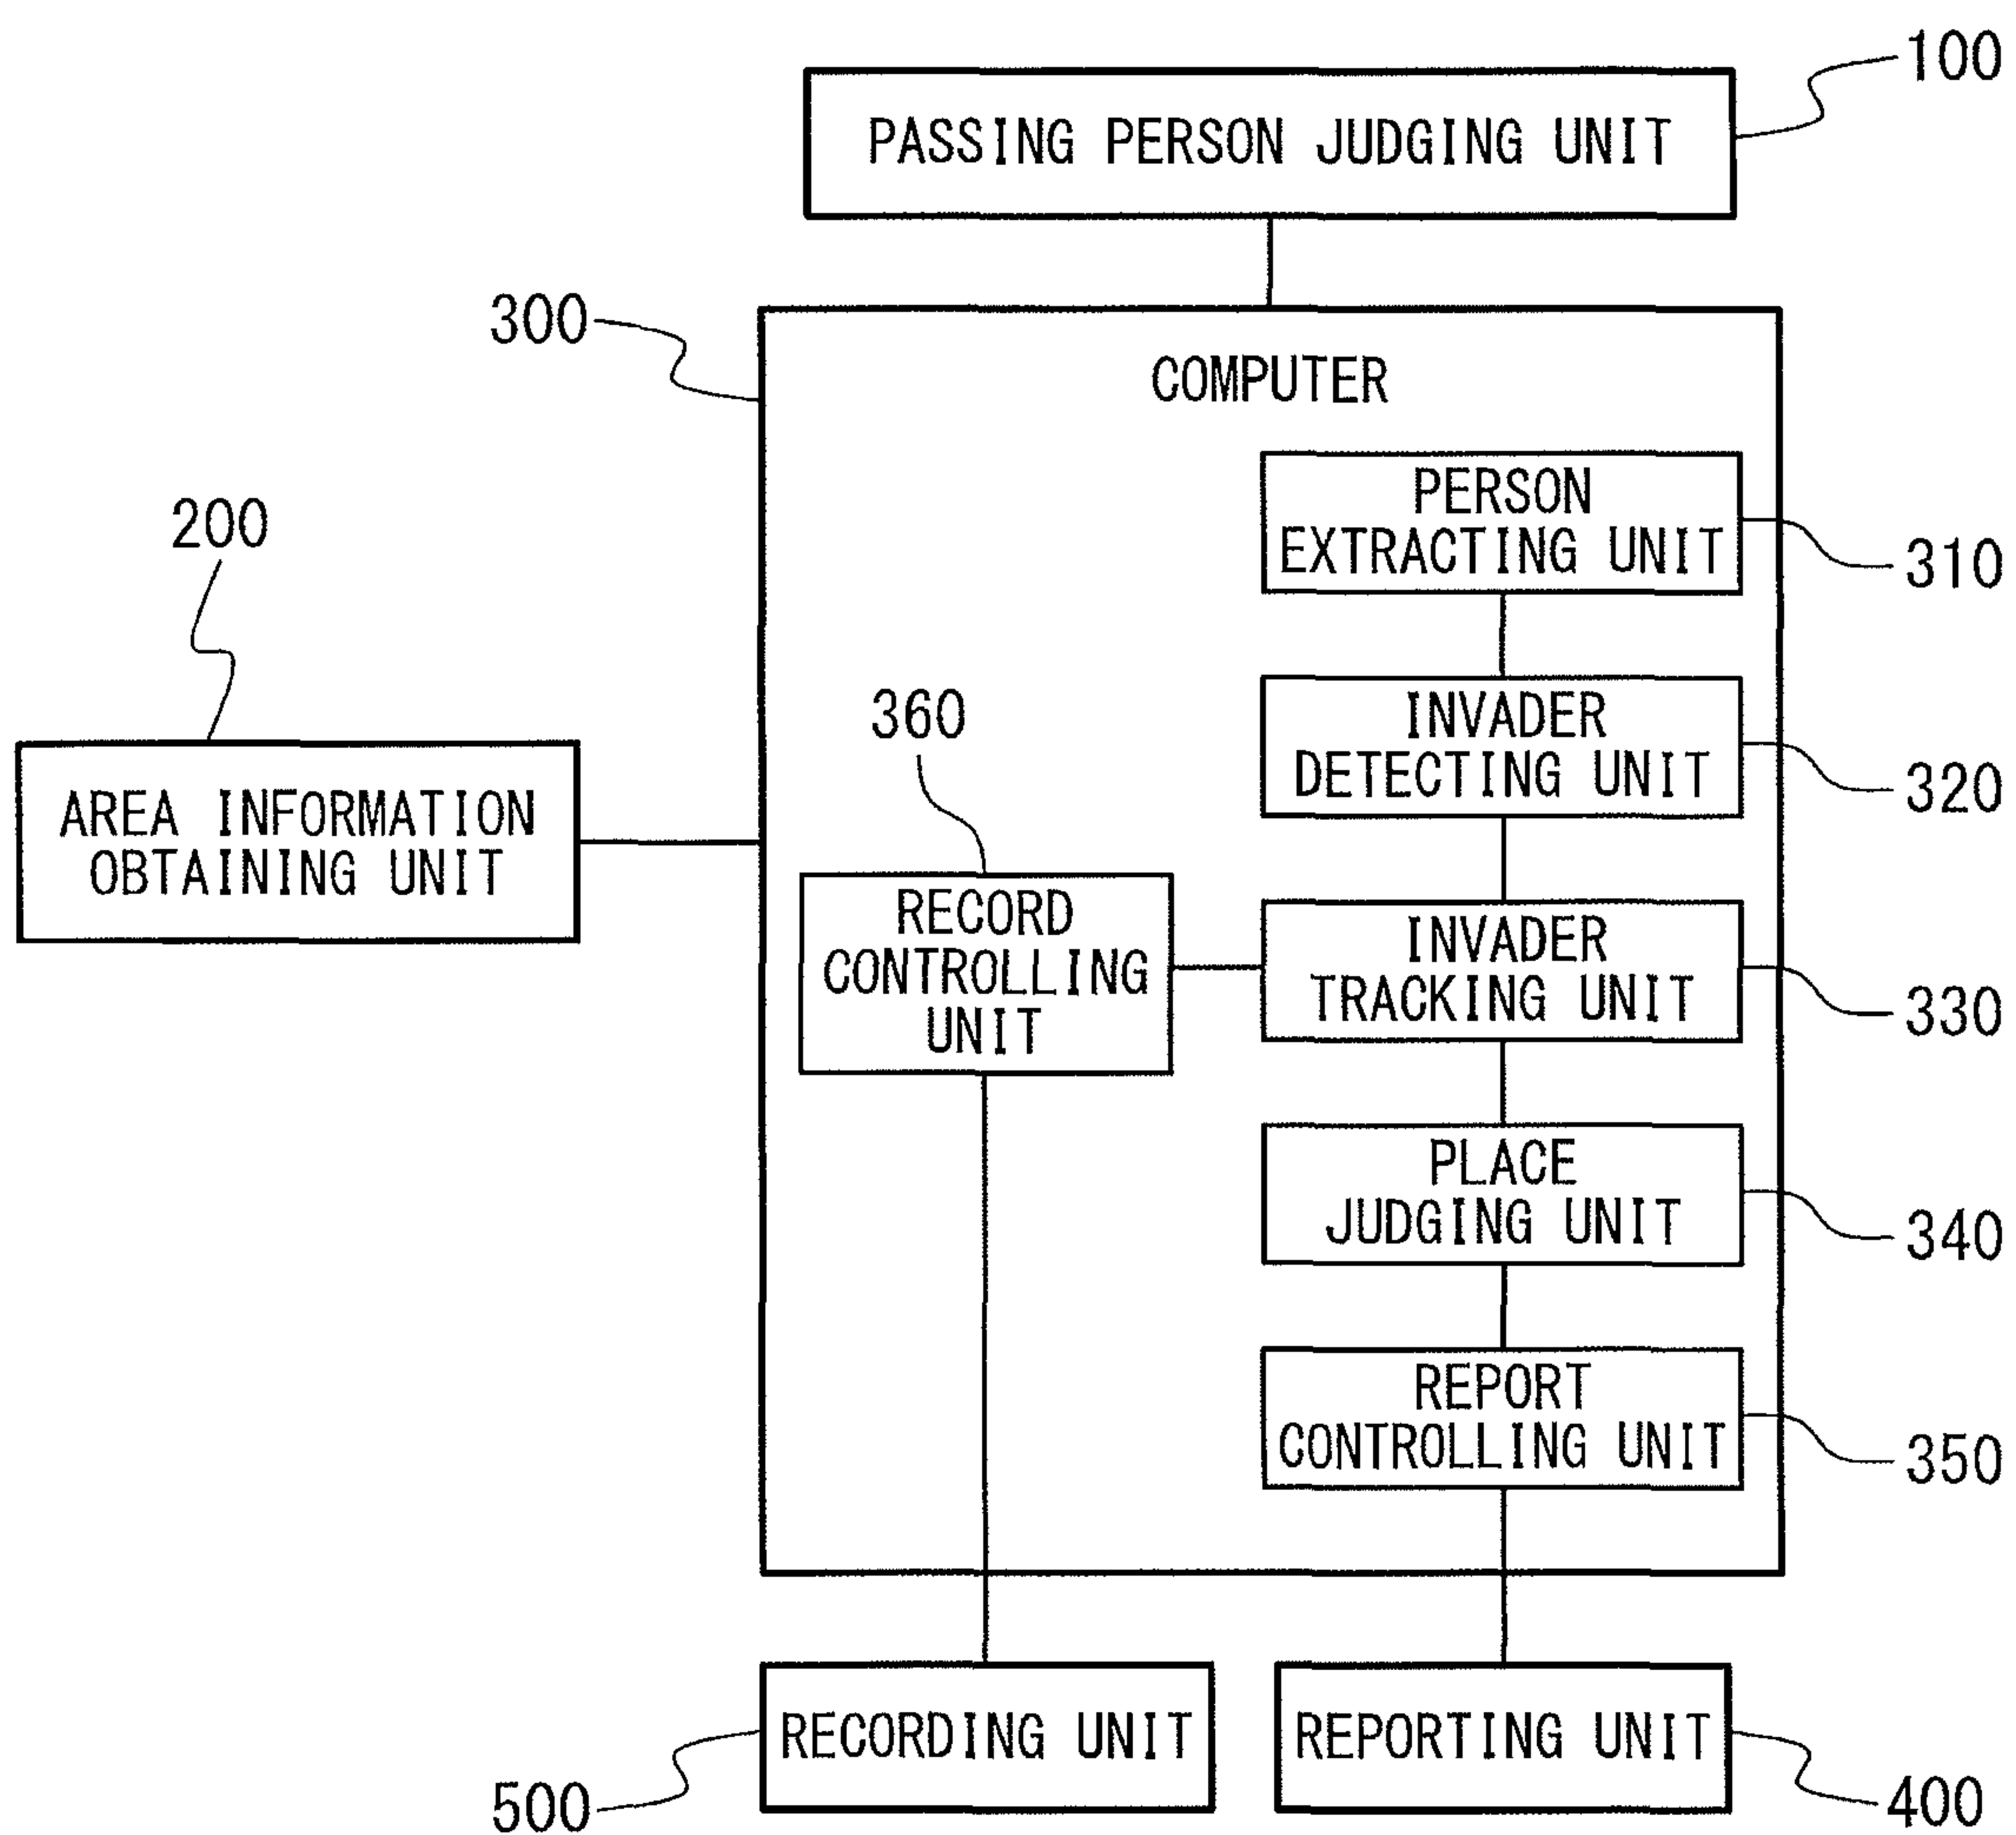 100
PASSING PERSON JUDGING UNIT
300
COMPUTER
200
PERSON
EXTRACTING UNIT
310
360
INVADER
DETECTING UNIT
320
AREA INFORMATION
OBTAINING UNIT
RECORD
CONTROLLING
UNIT
INVADER
TRACKING UNIT
330
PLACE
JUDGING UNIT
340
REPORT
CONTROLLING UNIT
350
RECORDING UNIT
500
REPORTING UNIT
400